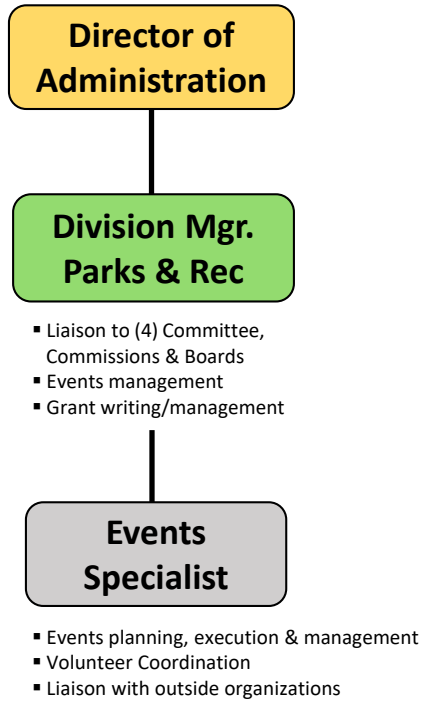 Director of
Administration
Division Mgr.
Parks & Rec
▪ Liaison to (4) Committee,
Commissions & Boards
▪ Events management
▪ Grant writing/management
Events
Specialist
▪ Events planning, execution & management
▪ Volunteer Coordination
▪ Liaison with outside organizations